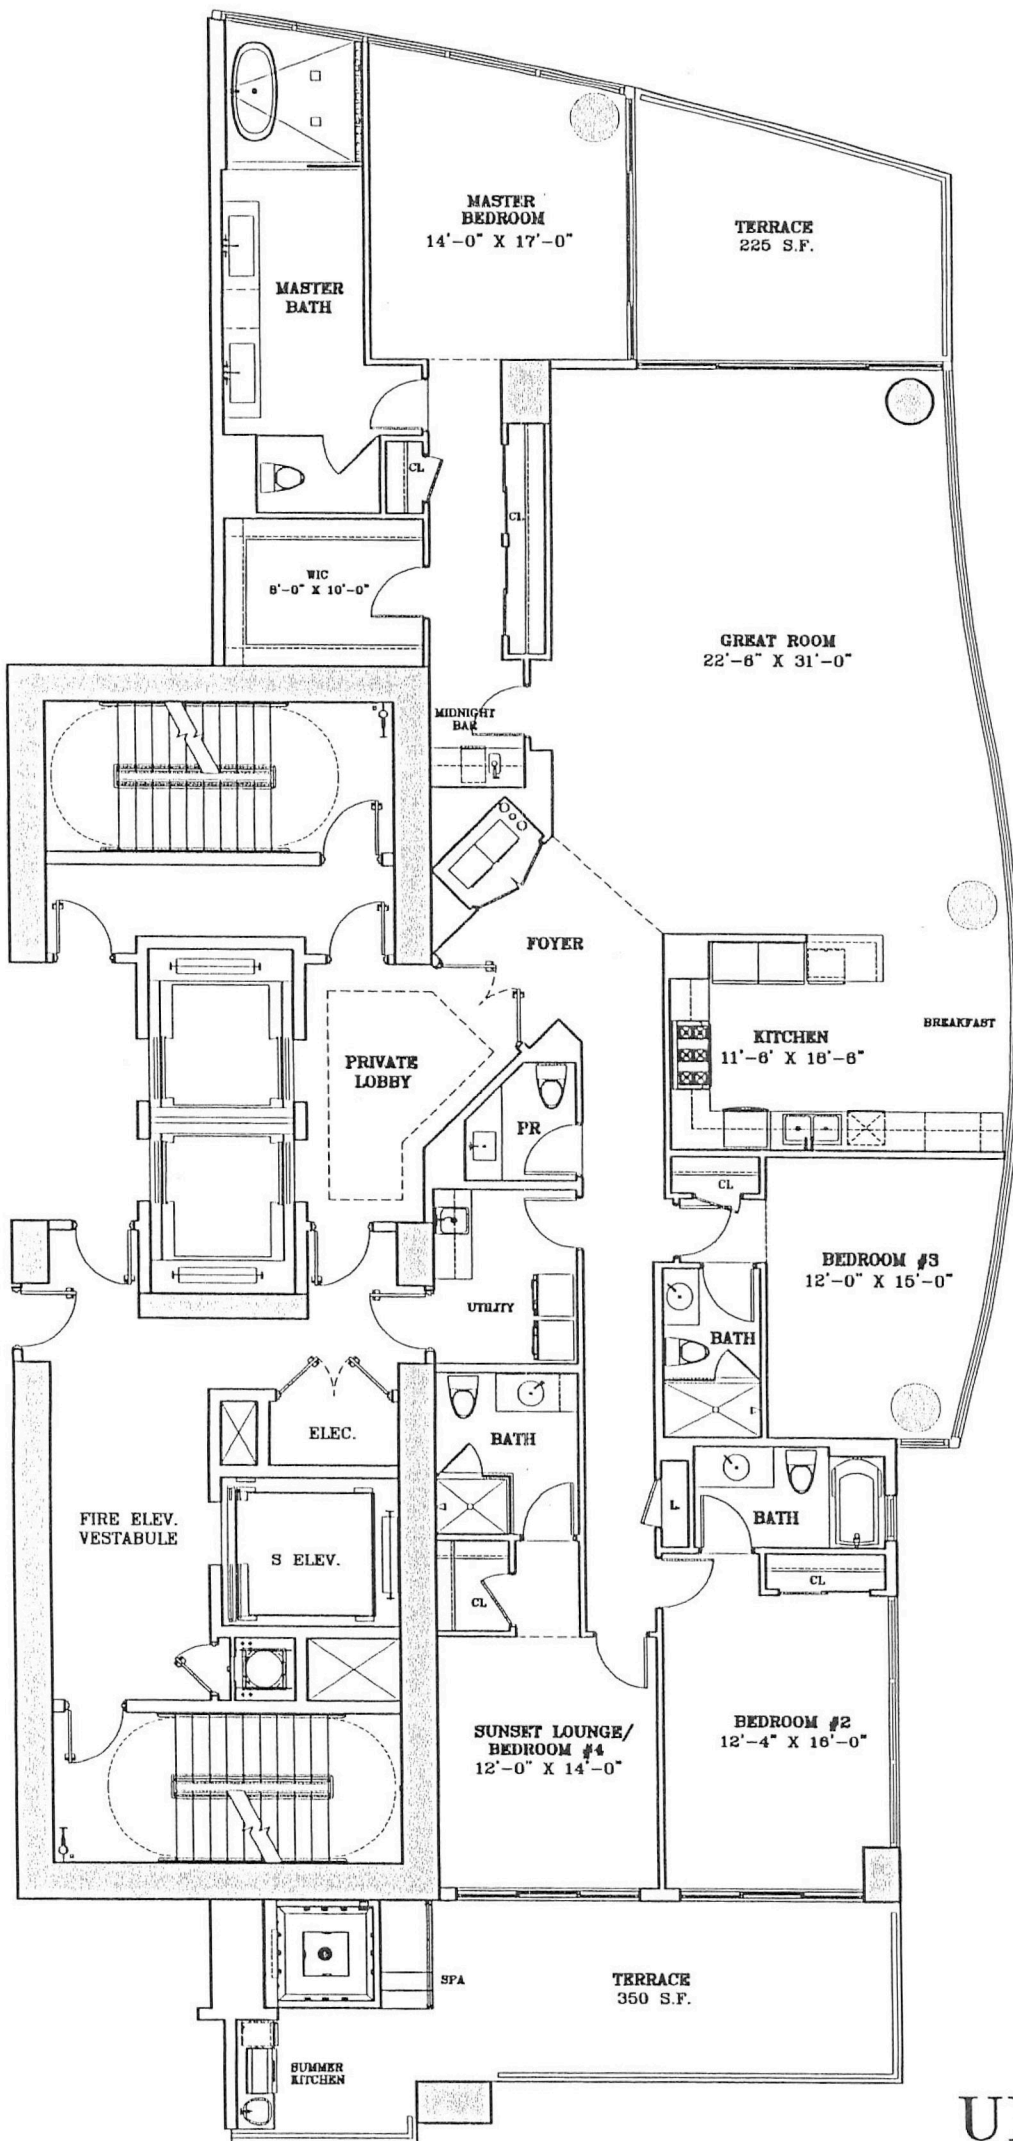 MASTER
BEDROOM
14'-0" X 17'-0"
TERRACE
225 S.F.
MASTER
BATH
CL
CL
WIC
8'-0" X 10'-0"
GREAT ROOM
22'-6" X 31'-0"
MIDNIGHT
BAR
FOYER
PRIVATE
LOBBY
KITCHEN
11'-6' X 18'-6"
BREAKFAST
PR
CL
BEDROOM #3
12'-0" X 15'-0"
UTILITY
BATH
ELEC.
BATH
FIRE ELEV.
VESTABULE
S ELEV.
L.
BATH
CL
CL
SUNSET LOUNGE/
BEDROOM #4
12'-0" X 14'-0"
BEDROOM #2
12'-4" X 16'-0"
SPA
TERRACE
350 S.F.
SUMMER
KITCHEN